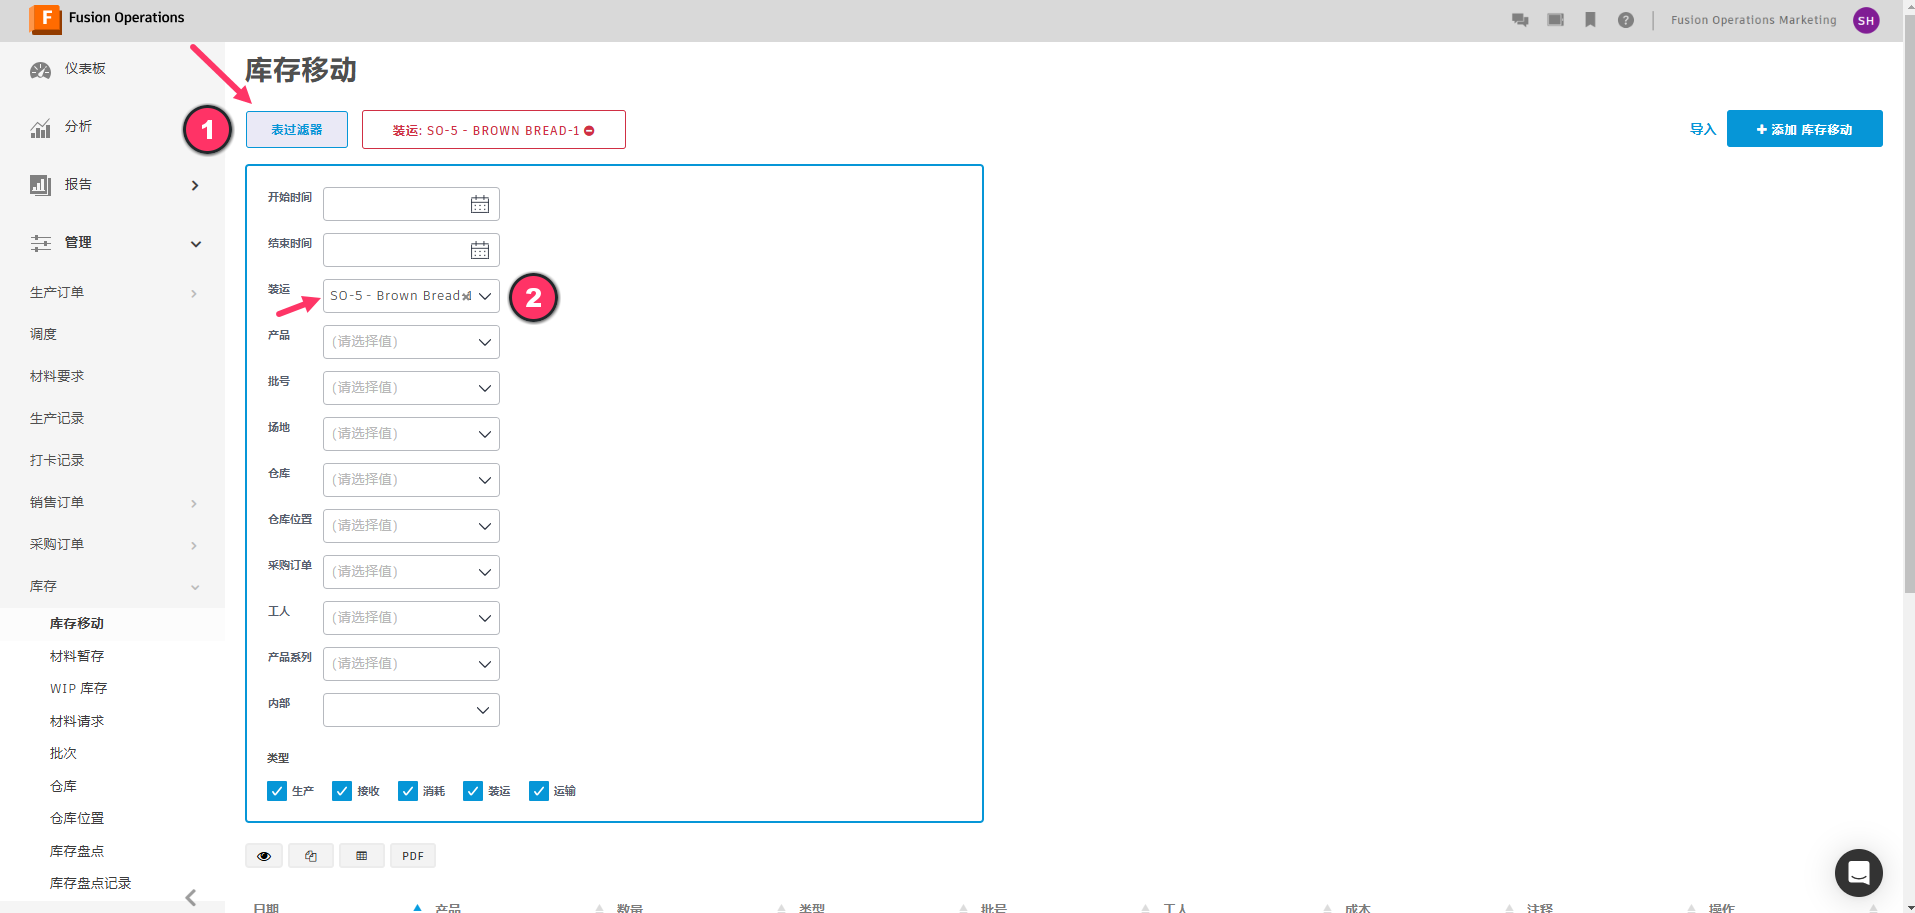 F Fusion Operations
Fusion Operations Marketing
SH
仪表板
分析
报告
管理
生产订单
调度
材料要求
生产记录
打卡记录
销售订单
采购订单
库存
库存移动
材料暂存
WIP 库存
材料请求
批次
仓库
仓库位置
库存盘点
库存盘点记录
库存移动
1
表过滤器
装运: SO-5 - BROWN BREAD-1
导入
添加 库存移动
开始时间
结束时间
装运
SO-5 - Brown Bread-1
2
产品
(请选择值)
批号
(请选择值)
场地
(请选择值)
仓库
(请选择值)
仓库位置
(请选择值)
采购订单
(请选择值)
工人
(请选择值)
产品系列
(请选择值)
内部
类型
生产 接收 消耗 装运 运输
PDF
日期 产品 数量 类型 批号 工人 成本 注释 操作